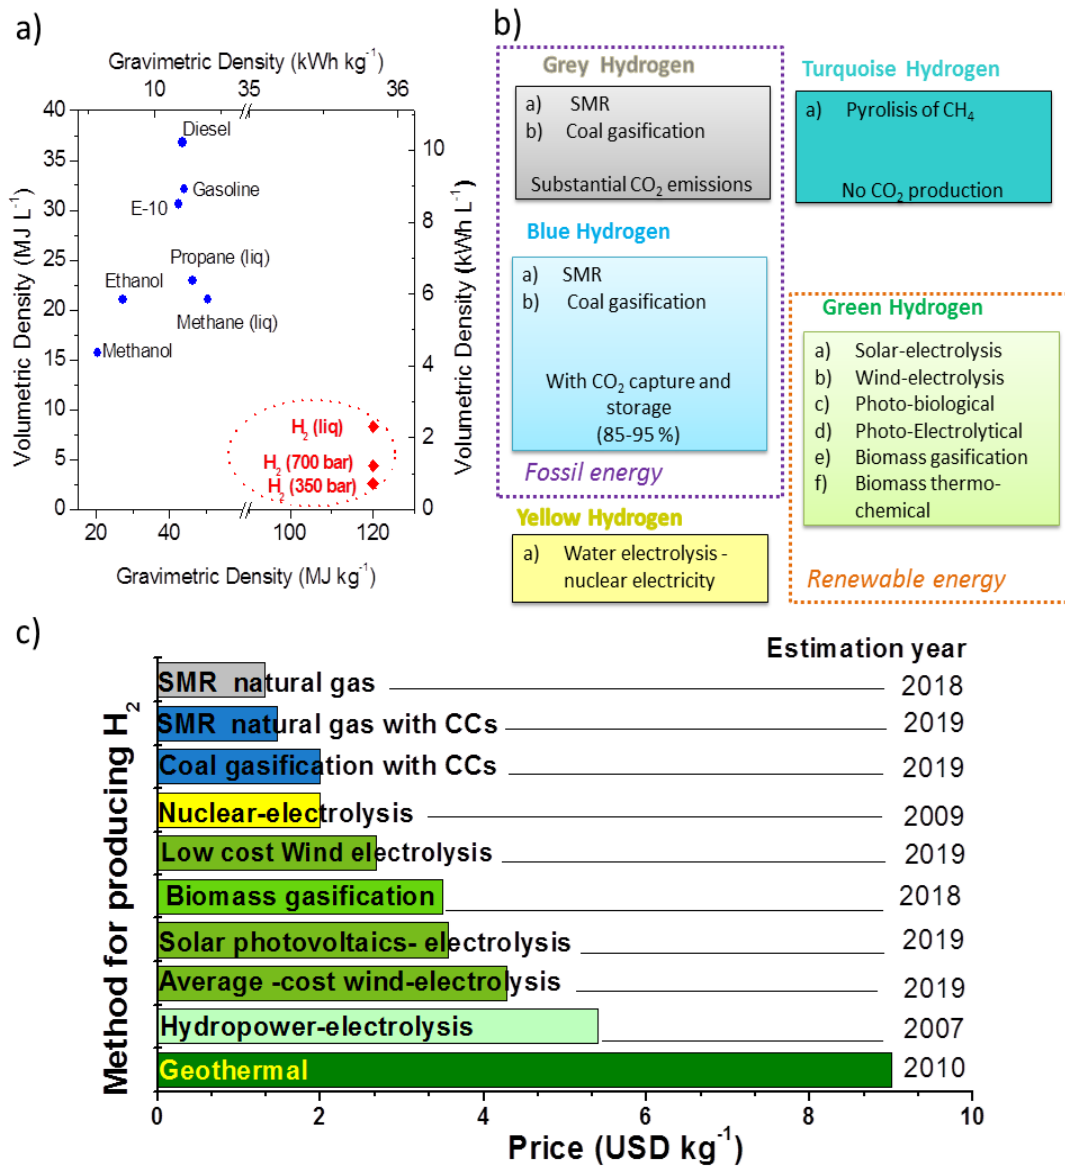 a)
Gravimetric Density (kWh kg⁻¹)
10 35 36
40
35
30
25
20
15
10
5
0
Volumetric Density (MJ L⁻¹)
Diesel
Gasoline
E-10
Propane (liq)
Ethanol
Methane (liq)
Methanol
H₂ (liq)
H₂ (700 bar)
H₂ (350 bar)
10
8
6
4
2
0
Volumetric Density (kWh L⁻¹)
20 40 100 120
Gravimetric Density (MJ kg⁻¹)
b)
Grey Hydrogen
a) SMR
b) Coal gasification
Substantial CO₂ emissions
Blue Hydrogen
a) SMR
b) Coal gasification
With CO₂ capture and
storage
(85-95 %)
Fossil energy
Yellow Hydrogen
a) Water electrolysis -
nuclear electricity
Turquoise Hydrogen
a) Pyrolisis of CH₄
No CO₂ production
Green Hydrogen
a) Solar-electrolysis
b) Wind-electrolysis
c) Photo-biological
d) Photo-Electrolytical
e) Biomass gasification
f) Biomass thermo-
chemical
Renewable energy
c)
Estimation year
Method for producing H₂
SMR natural gas 2018
SMR natural gas with CCs 2019
Coal gasification with CCs 2019
Nuclear-electrolysis 2009
Low cost Wind electrolysis 2019
Biomass gasification 2018
Solar photovoltaics- electrolysis 2019
Average -cost wind-electrolysis 2019
Hydropower-electrolysis 2007
Geothermal 2010
0 2 4 6 8 10
Price (USD kg⁻¹)